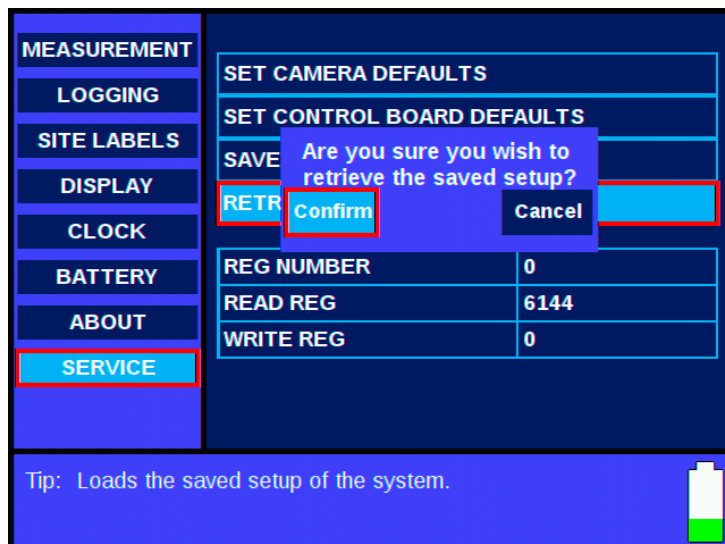 MEASUREMENT
LOGGING
SITE LABELS
DISPLAY
CLOCK
BATTERY
ABOUT
SERVICE
SET CAMERA DEFAULTS
SET CONTROL BOARD DEFAULTS
SAVE
RETR
Are you sure you wish to
retrieve the saved setup?
Confirm Cancel
REG NUMBER 0
READ REG 6144
WRITE REG 0
Tip: Loads the saved setup of the system.